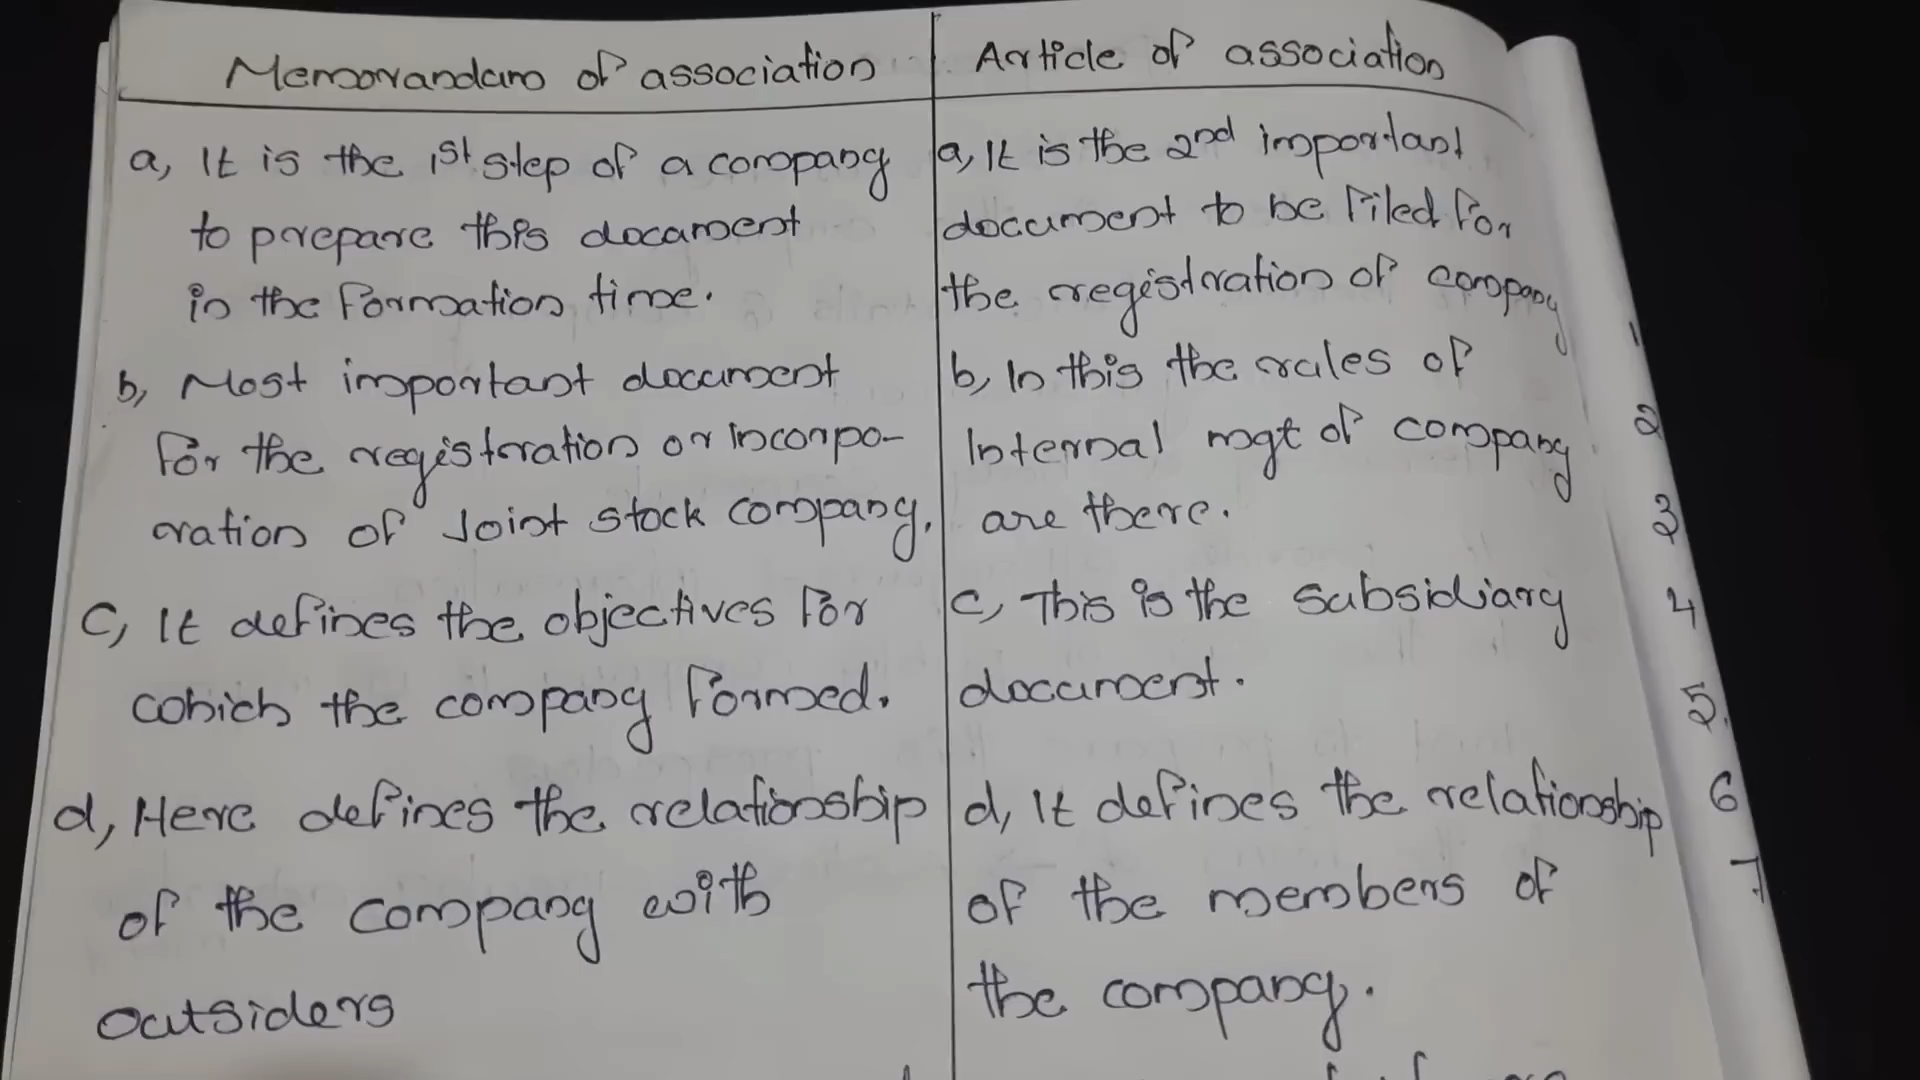 Memorandum of association
a, It is the 1st step of a company
to prepare this document
in the formation time.
b, Most important document
for the registoration or incorpo-
oration of Joint stock company.
c, It defines the objectives for
which the company formed.
d, Here defines the relationship
of the company with
outsiders
Article of association
a, It is the 2nd important
document to be filed for
the registration of company
b, In this the rules of
Internal mgt of company
are there.
c, This is the subsidiary
document.
d, It defines the relationship
of the members of
the company.
1
2
3
4
5.
6
7